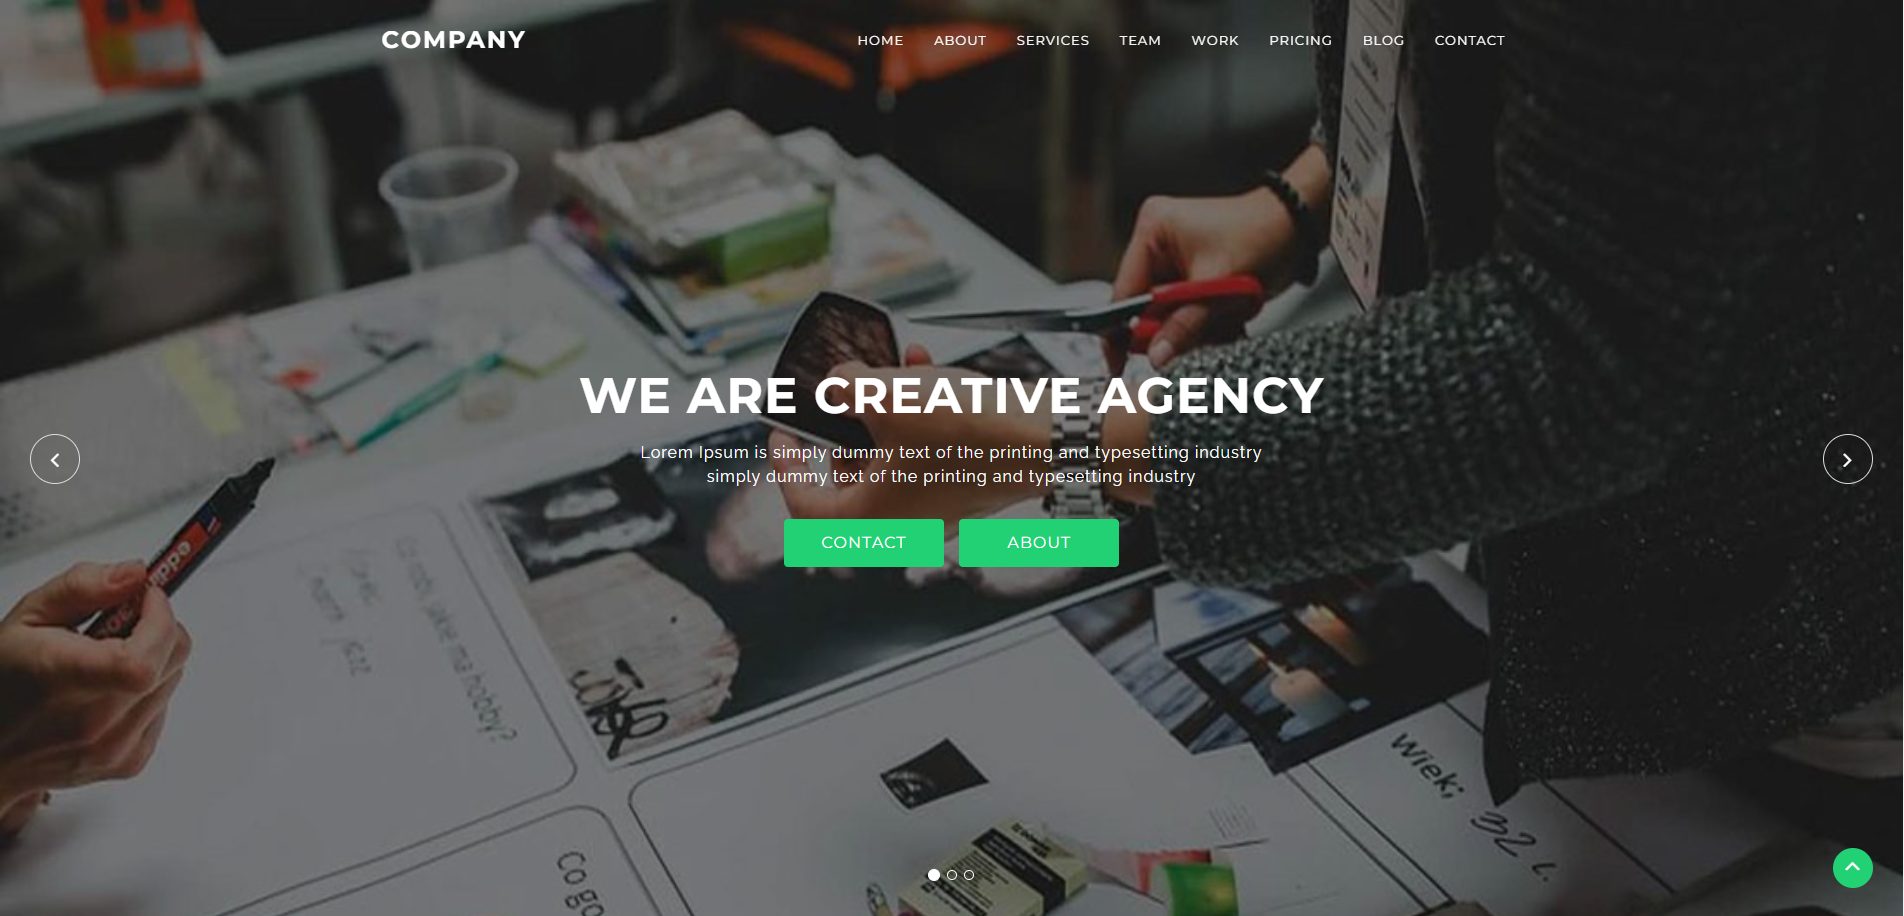 COMPANY
HOME ABOUT SERVICES TEAM WORK PRICING BLOG CONTACT
WE ARE CREATIVE AGENCY
Lorem Ipsum is simply dummy text of the printing and typesetting industry
simply dummy text of the printing and typesetting industry
CONTACT ABOUT
edding
Co robi, jakie ma hobby?
Wiek:
32 l.
Co go